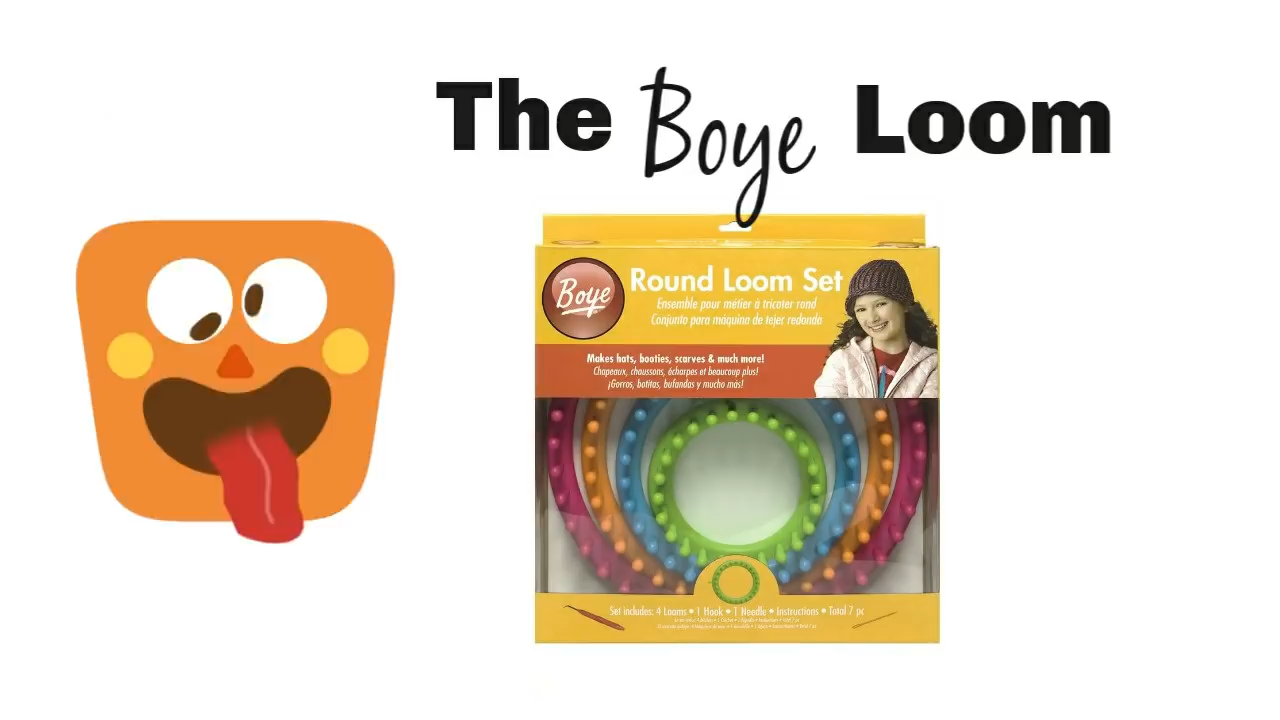 The Boye Loom
Boye
Round Loom Set
Ensemble pour métier à tricoter rond
Conjunto para máquina de tejer redonda
Makes hats, booties, scarves & much more!
Chapeaux, chaussons, écharpes et beaucoup plus!
¡Gorros, botitas, bufandas y mucho más!
Set includes: 4 Looms • 1 Hook • 1 Needle • Instructions • Total 7 pc